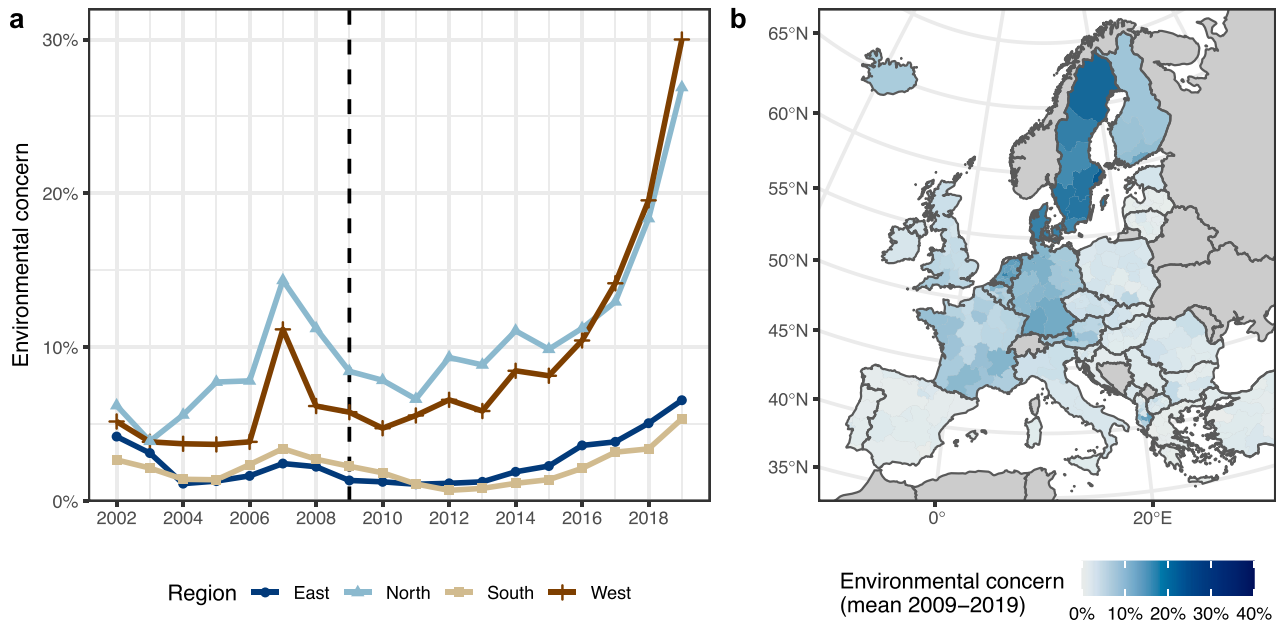 a
Environmental concern
30%
20%
10%
0%
2002 2004 2006 2008 2010 2012 2014 2016 2018
Region East North South West
b
65°N
60°N
55°N
50°N
45°N
40°N
35°N
0° 20°E
Environmental concern
(mean 2009−2019)
0% 10% 20% 30% 40%